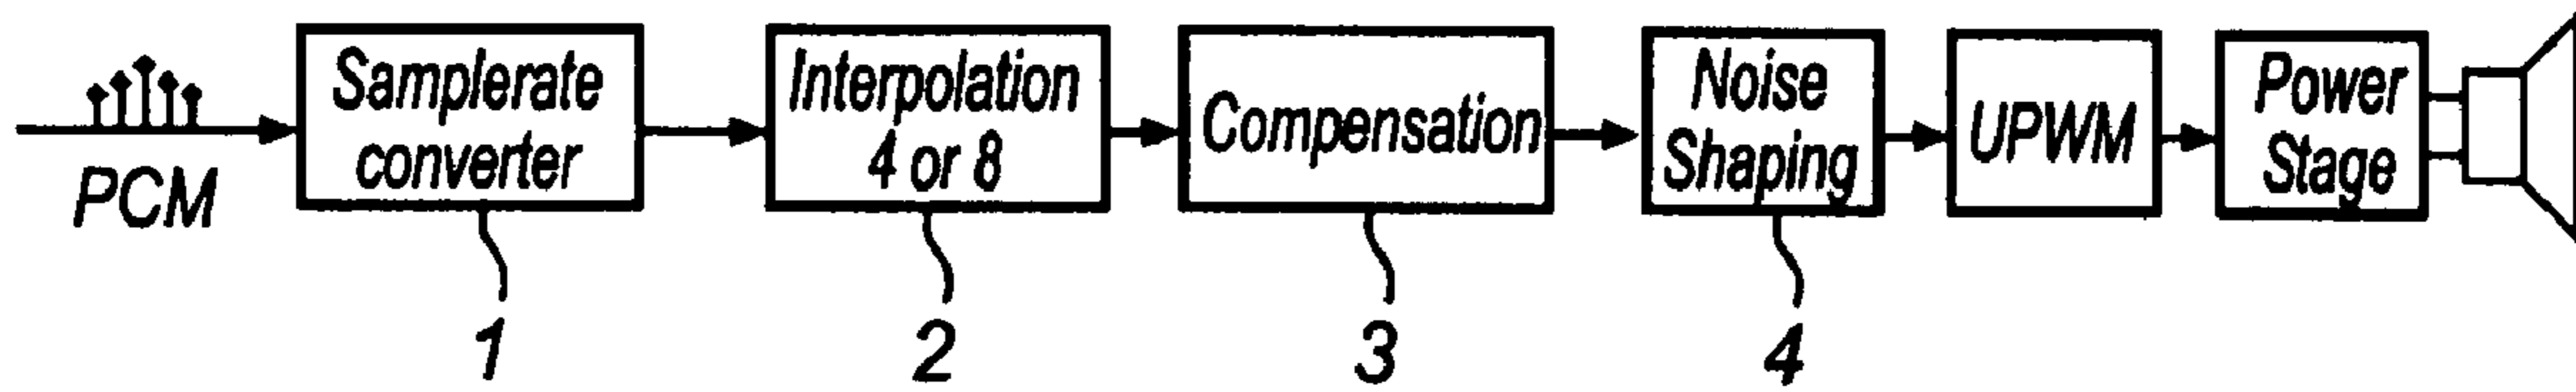 PCM
Samplerate
converter
1
Interpolation
4 or 8
2
Compensation
3
Noise
Shaping
4
UPWM
Power
Stage